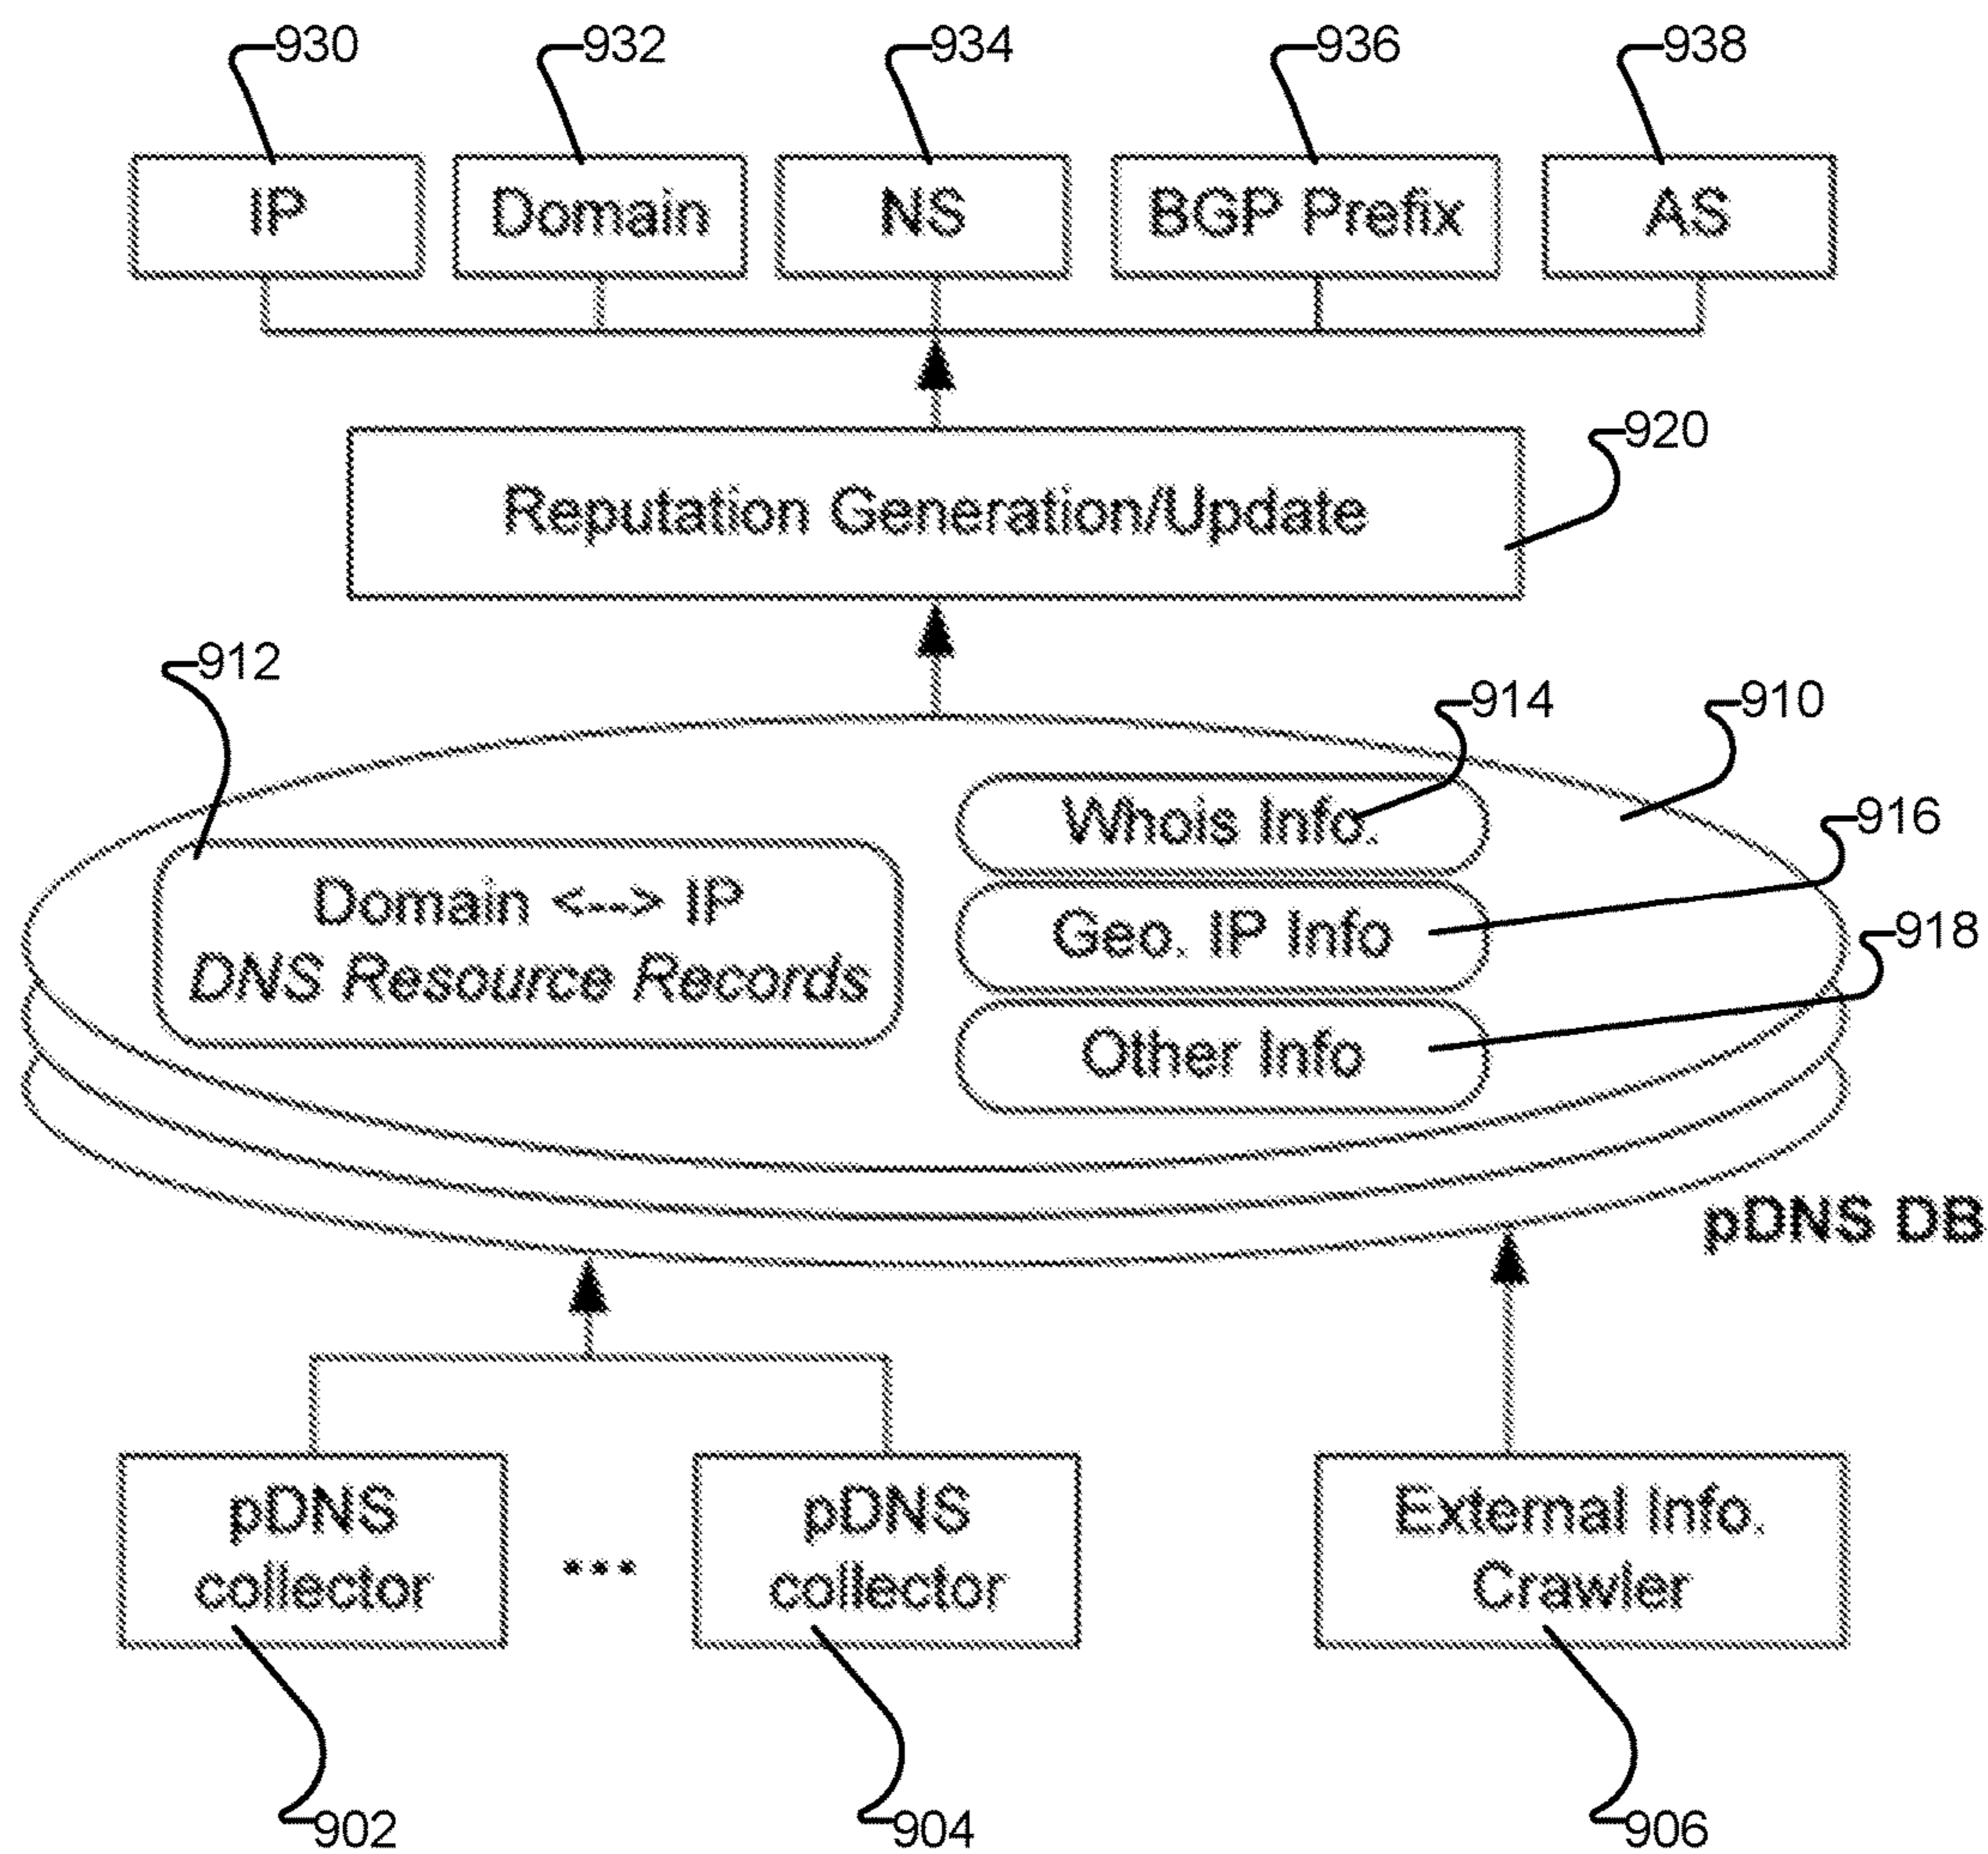 930 932 934 936 938
IP Domain NS BGP Prefix AS
920
Reputation Generation/Update
912
914 910
Whois Info.
916
Domain <--> IP
Geo. IP Info
918
DNS Resource Records
Other Info
pDNS DB
pDNS
collector
...
pDNS
collector
External Info.
Crawler
902 904 906